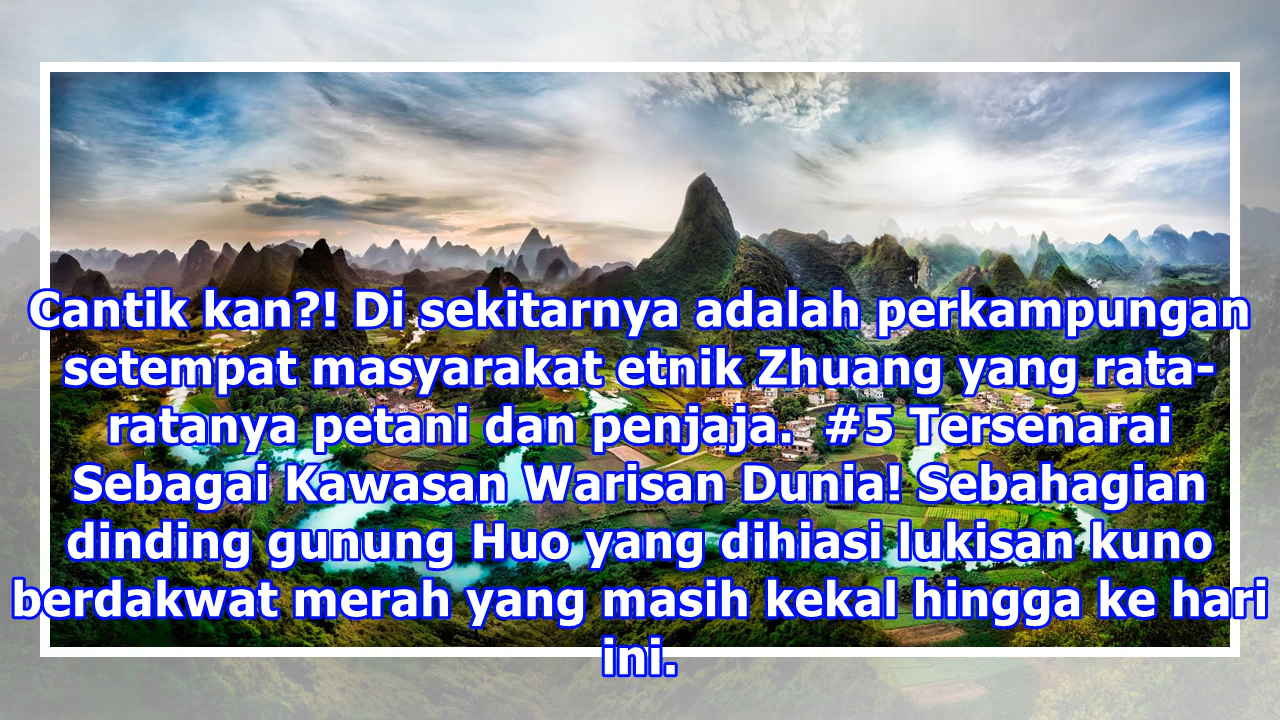 Cantik kan?! Di sekitarnya adalah perkampungan
setempat masyarakat etnik Zhuang yang rata-
ratanya petani dan penjaja.  #5 Tersenarai
Sebagai Kawasan Warisan Dunia! Sebahagian
dinding gunung Huo yang dihiasi lukisan kuno
berdakwat merah yang masih kekal hingga ke hari
ini.